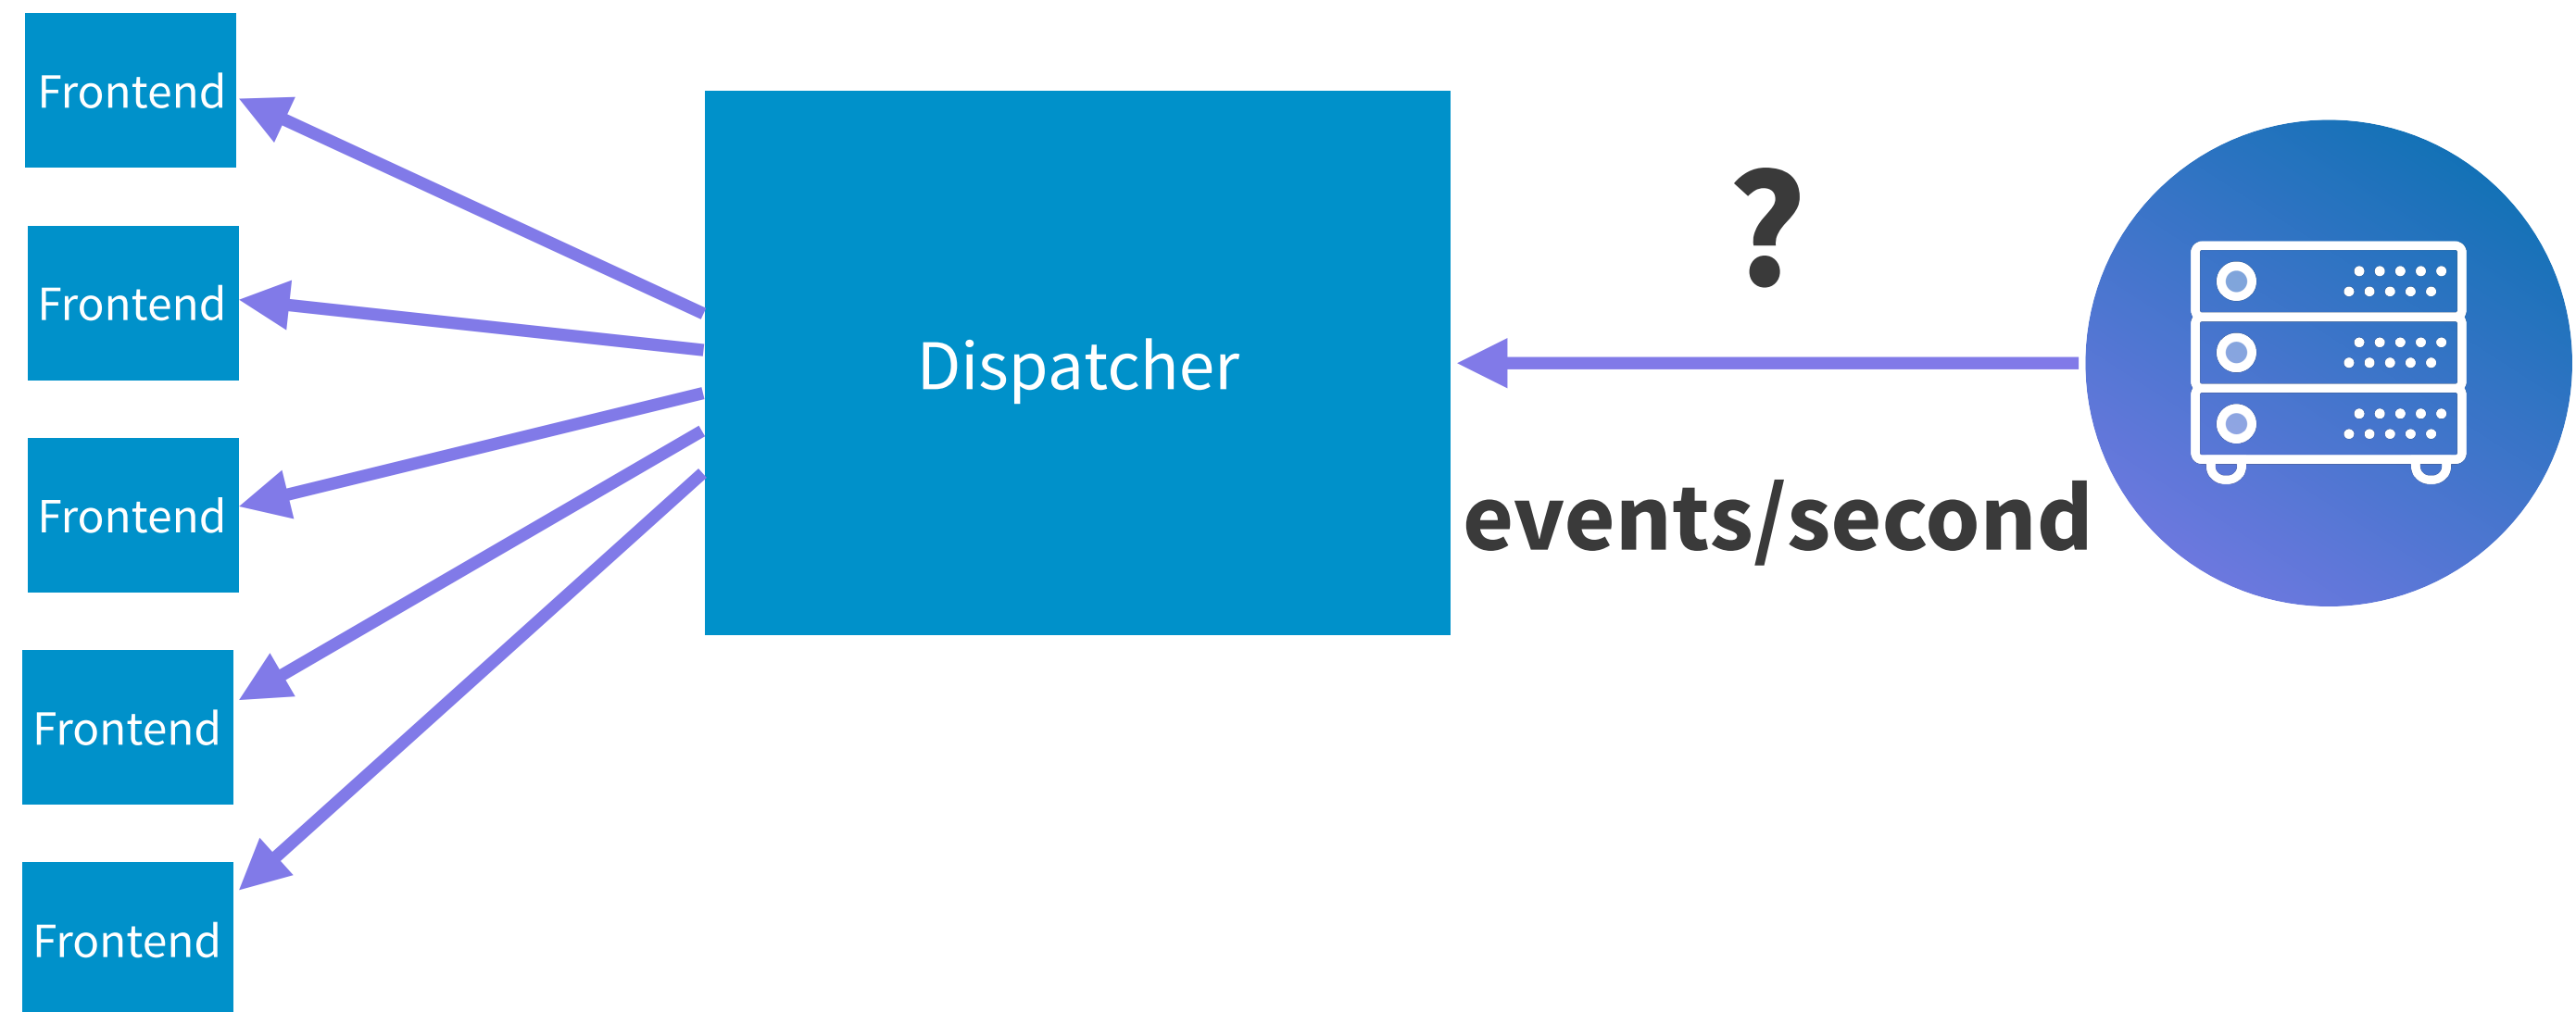 Frontend
Frontend
Frontend
Frontend
Frontend
Dispatcher
?
events/second